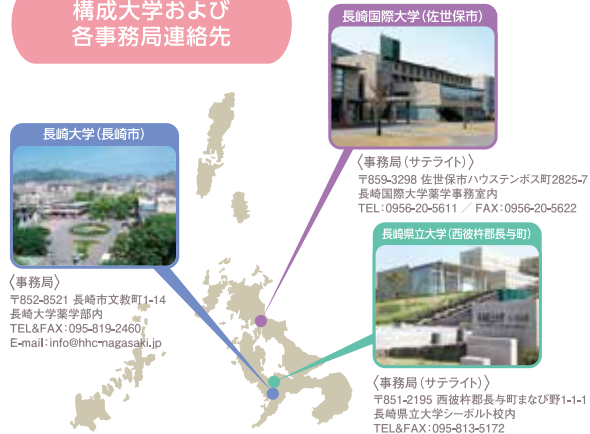 構成大学および
各事務局連絡先
長崎国際大学(佐世保市)
〈事務局(サテライト)〉
〒859-3298 佐世保市ハウステンボス町2825-7
長崎国際大学薬学事務室内
TEL:0956-20-5611 / FAX:0956-20-5622
長崎大学(長崎市)
〈事務局〉
〒852-8521 長崎市文教町1-14
長崎大学薬学部内
TEL&FAX:095-819-2460
E-mail:info@hhc-nagasaki.jp
長崎県立大学(西彼杵郡長与町)
〈事務局(サテライト)〉
〒851-2195 西彼杵郡長与町まなび野1-1-1
長崎県立大学シーボルト校内
TEL&FAX:095-813-5172